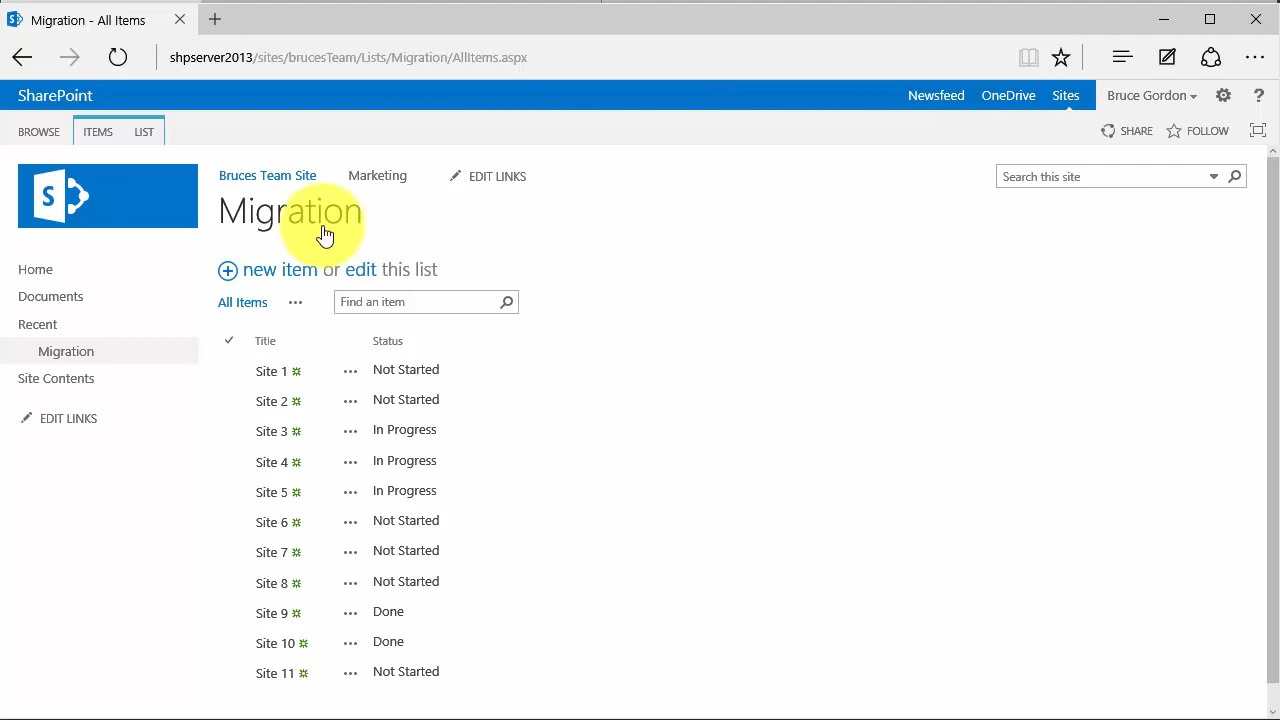 Migration - All Items
shpserver2013/sites/brucesTeam/Lists/Migration/AllItems.aspx
SharePoint Newsfeed OneDrive Sites Bruce Gordon ?
BROWSE ITEMS LIST SHARE FOLLOW
S Bruces Team Site Marketing EDIT LINKS Search this site
Migration
Home
Documents
Recent
Migration
Site Contents
EDIT LINKS
new item or edit this list
All Items ... Find an item
Title Status
Site 1 ... Not Started
Site 2 ... Not Started
Site 3 ... In Progress
Site 4 ... In Progress
Site 5 ... In Progress
Site 6 ... Not Started
Site 7 ... Not Started
Site 8 ... Not Started
Site 9 ... Done
Site 10 ... Done
Site 11 ... Not Started